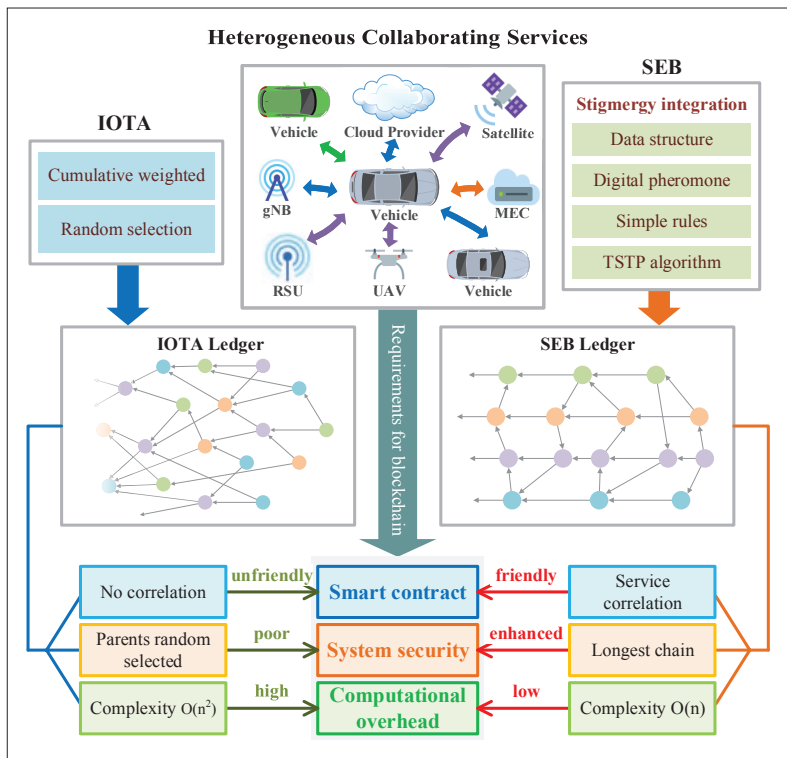 Heterogeneous Collaborating Services
IOTA
Cumulative weighted
Random selection
Vehicle
Cloud Provider
Satellite
gNB
Vehicle
MEC
RSU
UAV
Vehicle
SEB
Stigmergy integration
Data structure
Digital pheromone
Simple rules
TSTP algorithm
IOTA Ledger
Requirements for blockchain
SEB Ledger
No correlation
unfriendly
Smart contract
friendly
Service
correlation
Parents random
selected
poor
System security
enhanced
Longest chain
Complexity O(n²)
high
Computational
overhead
low
Complexity O(n)